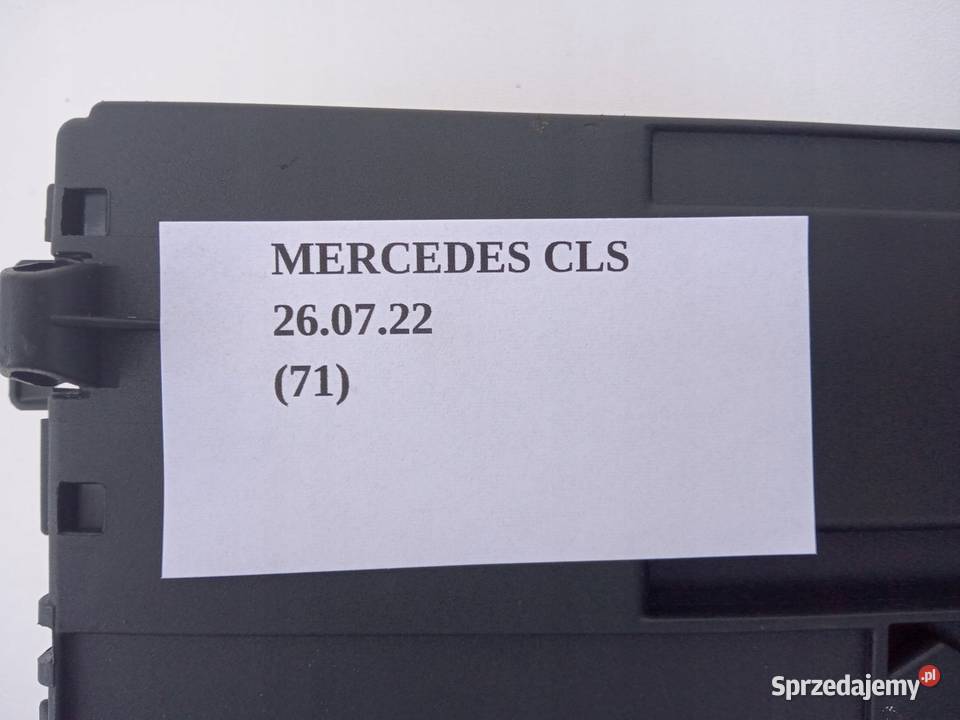 MERCEDES CLS
26.07.22
(71)
Sprzedajemy.pl